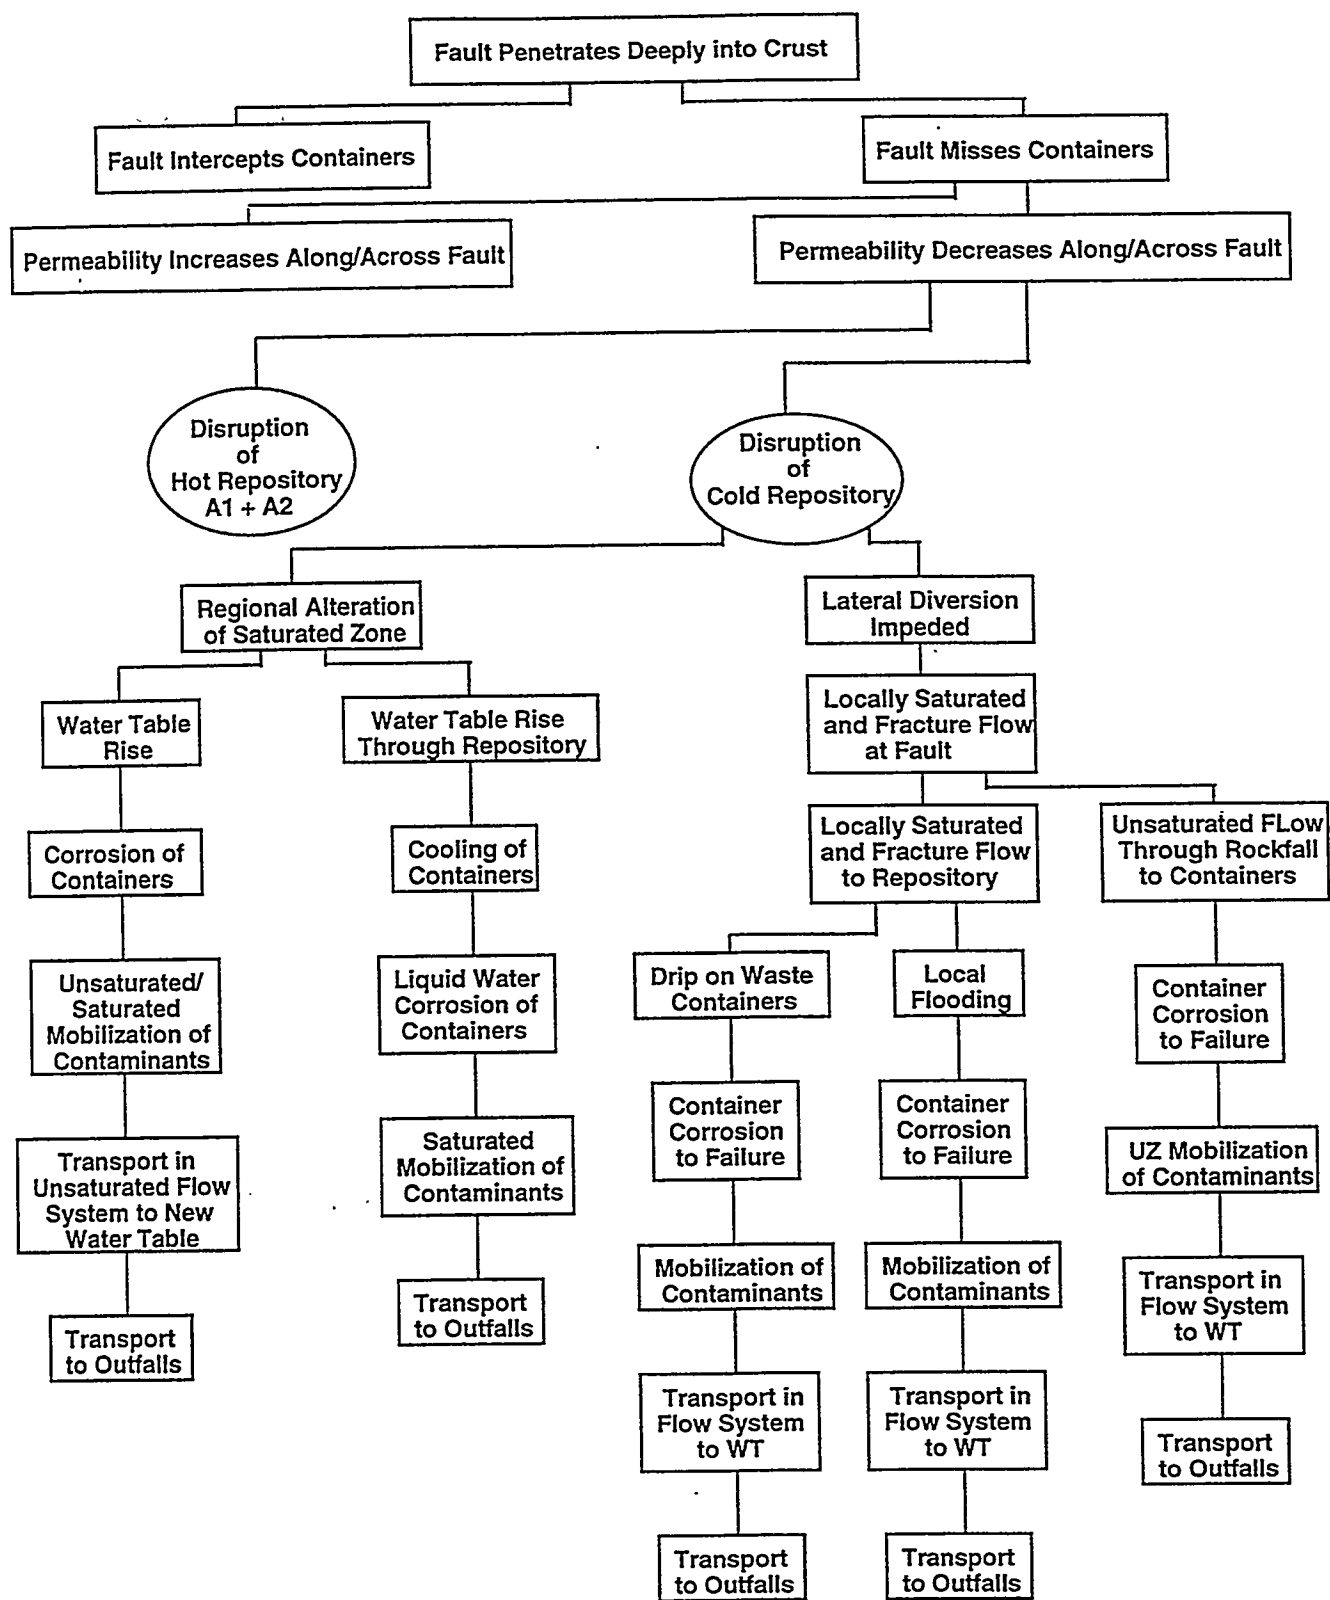 Fault Penetrates Deeply into Crust
Fault Intercepts Containers
Fault Misses Containers
Permeability Increases Along/Across Fault
Permeability Decreases Along/Across Fault
Disruption
of
Hot Repository
A1 + A2
Disruption
of
Cold Repository
Regional Alteration
of Saturated Zone
Lateral Diversion
Impeded
Water Table
Rise
Water Table Rise
Through Repository
Locally Saturated
and Fracture Flow
at Fault
Corrosion of
Containers
Cooling of
Containers
Locally Saturated
and Fracture Flow
to Repository
Unsaturated FLow
Through Rockfall
to Containers
Unsaturated/
Saturated
Mobilization of
Contaminants
Liquid Water
Corrosion of
Containers
Drip on Waste
Containers
Local
Flooding
Container
Corrosion
to Failure
Transport in
Unsaturated Flow
System to New
Water Table
Saturated
Mobilization of
Contaminants
Container
Corrosion
to Failure
Container
Corrosion
to Failure
UZ Mobilization
of Contaminants
Transport
to Outfalls
Transport
to Outfalls
Mobilization of
Contaminants
Mobilization of
Contaminants
Transport in
Flow System
to WT
Transport in
Flow System
to WT
Transport in
Flow System
to WT
Transport
to Outfalls
Transport
to Outfalls
Transport
to Outfalls